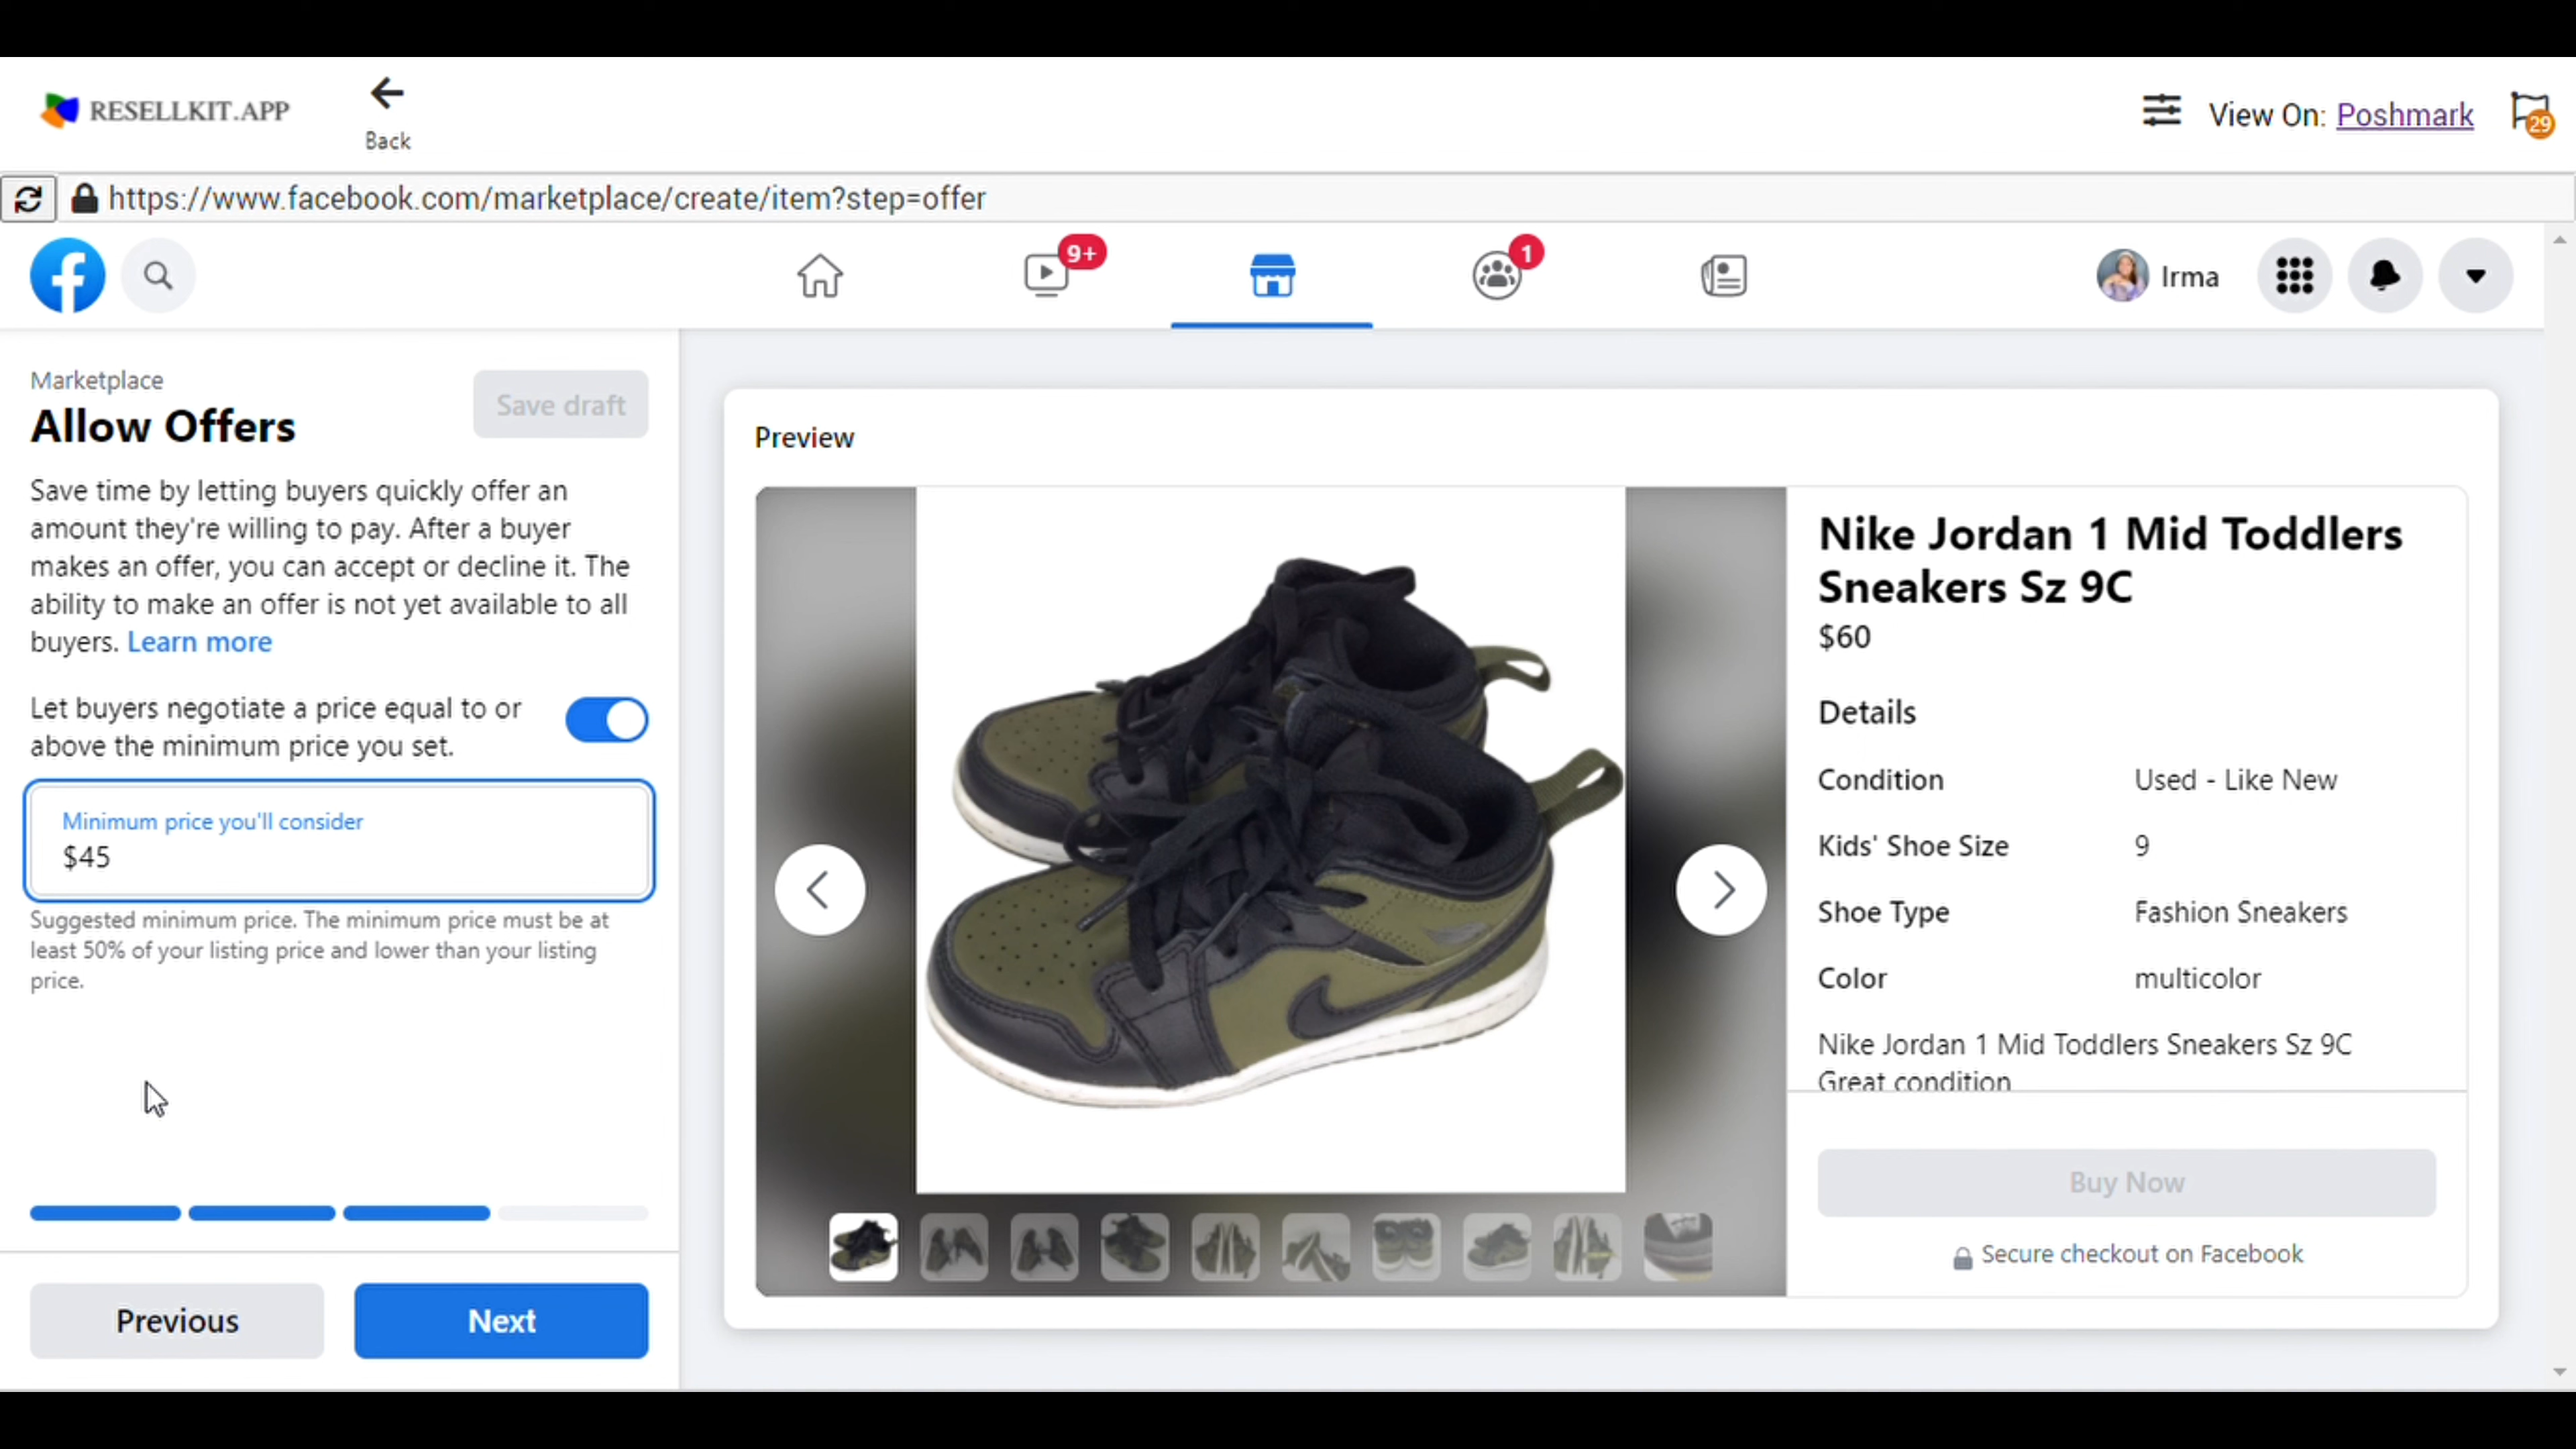 RESELLKIT.APP
Back
View On: Poshmark
29
https://www.facebook.com/marketplace/create/item?step=offer
9+
1
Irma
Marketplace
Allow Offers
Save draft
Save time by letting buyers quickly offer an
amount they're willing to pay. After a buyer
makes an offer, you can accept or decline it. The
ability to make an offer is not yet available to all
buyers. Learn more
Let buyers negotiate a price equal to or
above the minimum price you set.
Minimum price you'll consider
$45
Suggested minimum price. The minimum price must be at
least 50% of your listing price and lower than your listing
price.
Previous
Next
Preview
Nike Jordan 1 Mid Toddlers
Sneakers Sz 9C
$60
Details
Condition Used - Like New
Kids' Shoe Size 9
Shoe Type Fashion Sneakers
Color multicolor
Nike Jordan 1 Mid Toddlers Sneakers Sz 9C
Great condition
Buy Now
Secure checkout on Facebook